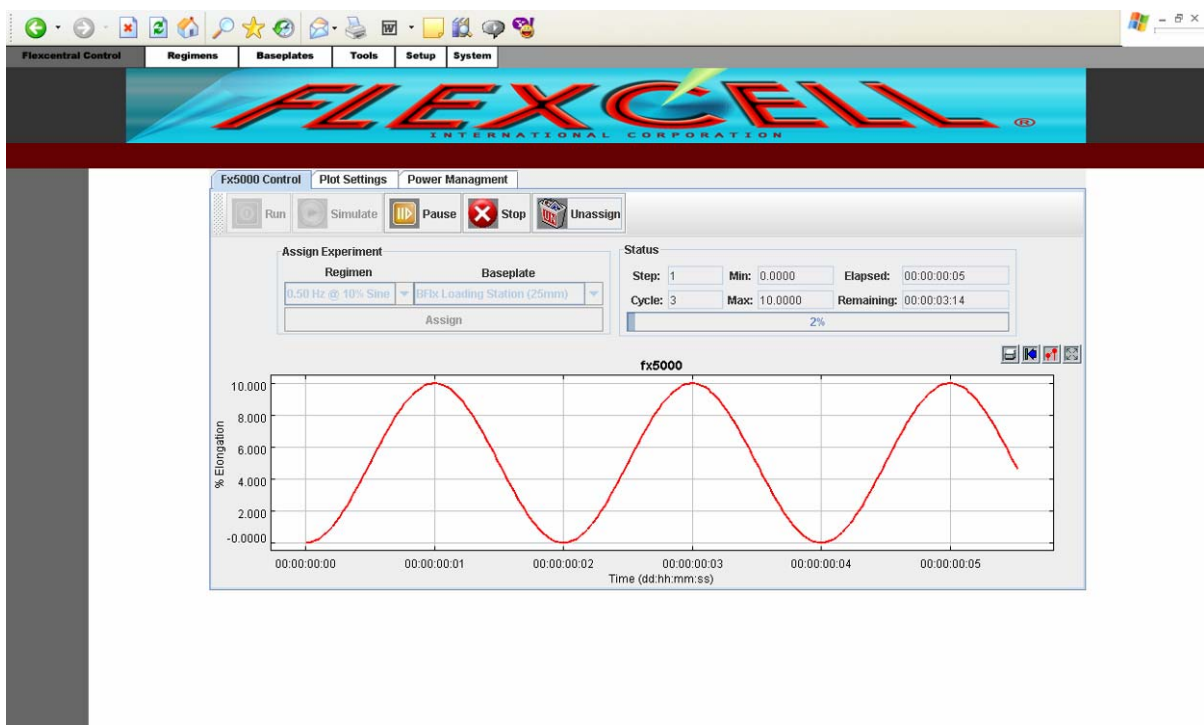 Flexcentral Control Regimens Baseplates Tools Setup System
FLEXCELL ®
INTERNATIONAL CORPORATION
Fx5000 Control Plot Settings Power Managment
Run Simulate Pause Stop Unassign
Assign Experiment
Regimen Baseplate
0.50 Hz @ 10% Sine BFlx Loading Station (25mm)
Assign
Status
Step: 1 Min: 0.0000 Elapsed: 00:00:00:05
Cycle: 3 Max: 10.0000 Remaining: 00:00:03:14
2%
fx5000
% Elongation
10.000
8.000
6.000
4.000
2.000
-0.0000
00:00:00:00 00:00:00:01 00:00:00:02 00:00:00:03 00:00:00:04 00:00:00:05
Time (dd:hh:mm:ss)